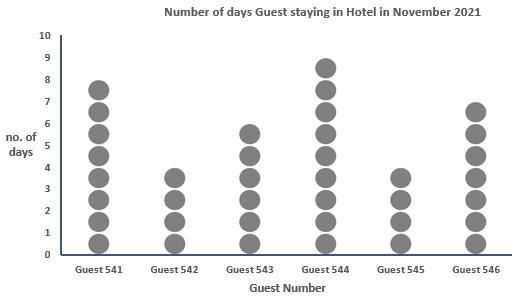 Number of days Guest staying in Hotel in November 2021
10
9
8
7
6
5
4
3
2
1
0
no. of
days
Guest 541 Guest 542 Guest 543 Guest 544 Guest 545 Guest 546
Guest Number